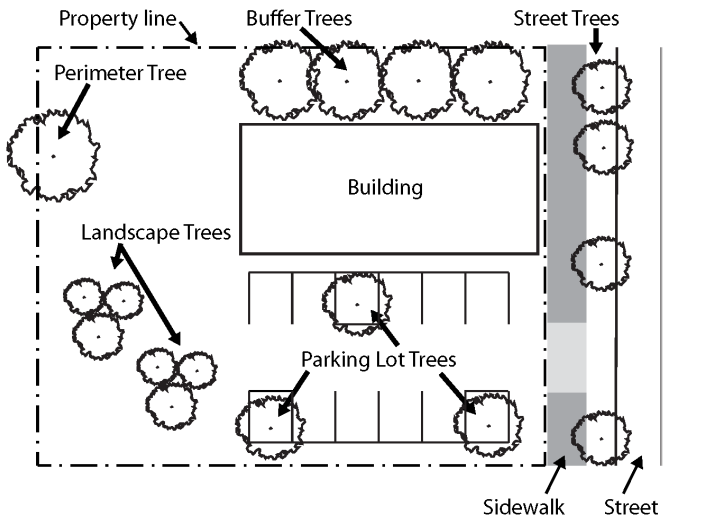 Property line
Buffer Trees
Street Trees
Perimeter Tree
Building
Landscape Trees
Parking Lot Trees
Sidewalk
Street